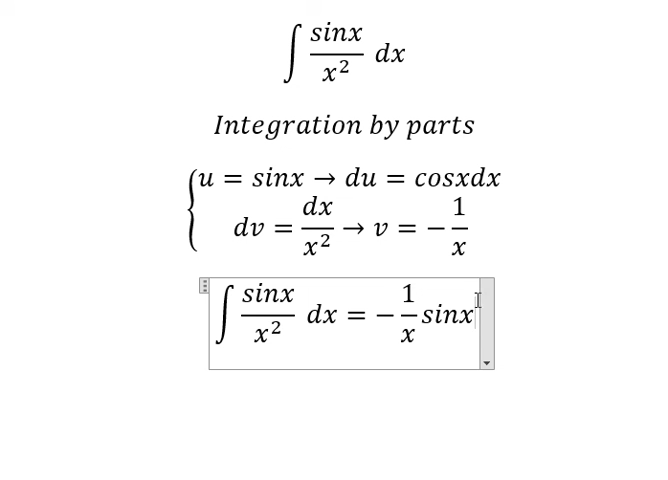 ∫ sinx/x² dx
Integration by parts
{u = sinx → du = cosxdx
dv = dx/x² → v = −1/x
∫ sinx/x² dx = −1/x sinx